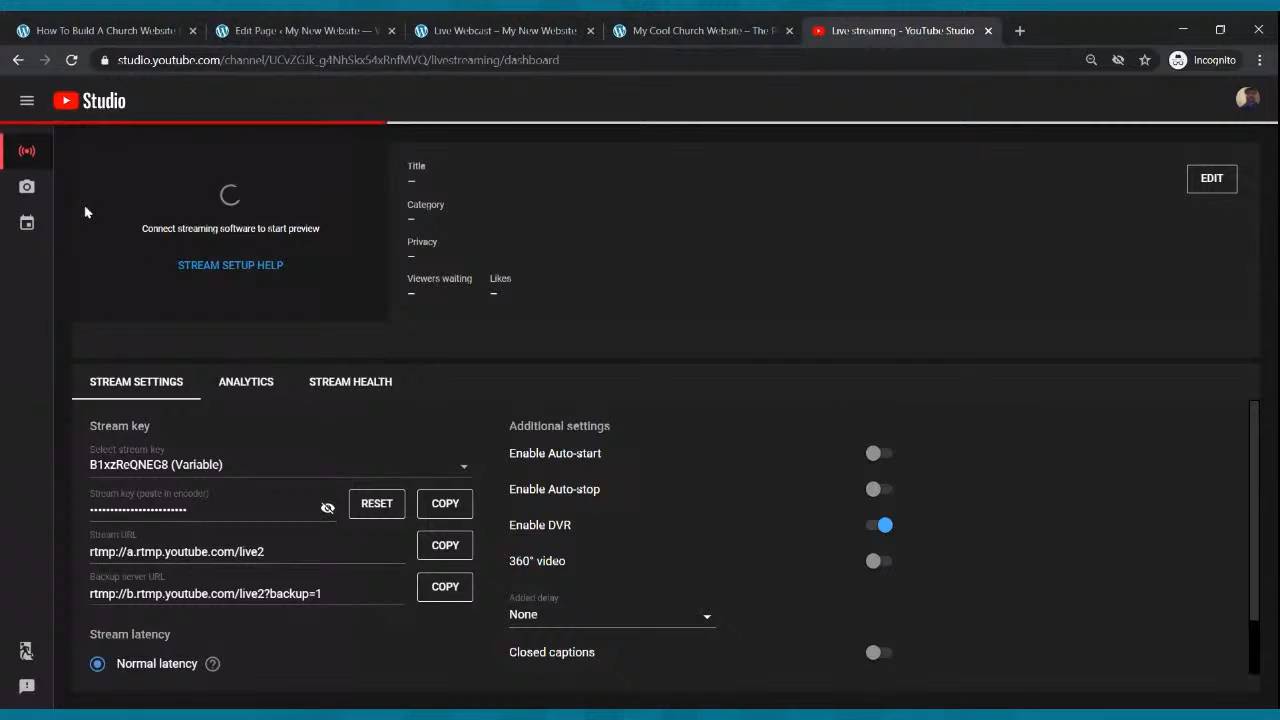 How To Build A Church Website
Edit Page ‹ My New Website —
Live Webcast – My New Website
My Cool Church Website – The
Live streaming - YouTube Studio
studio.youtube.com/channel/UCvZGJk_g4NhSkx54xRnfMVQ/livestreaming/dashboard
Incognito
Studio
Connect streaming software to start preview
STREAM SETUP HELP
Title
–
Category
–
Privacy
–
Viewers waiting Likes
– –
EDIT
STREAM SETTINGS ANALYTICS STREAM HEALTH
Stream key
Select stream key
B1xzReQNEG8 (Variable)
Stream key (paste in encoder)
••••••••••••••••••••••••
RESET COPY
Stream URL
rtmp://a.rtmp.youtube.com/live2
COPY
Backup server URL
rtmp://b.rtmp.youtube.com/live2?backup=1
COPY
Stream latency
Normal latency
Additional settings
Enable Auto-start
Enable Auto-stop
Enable DVR
360° video
Added delay
None
Closed captions